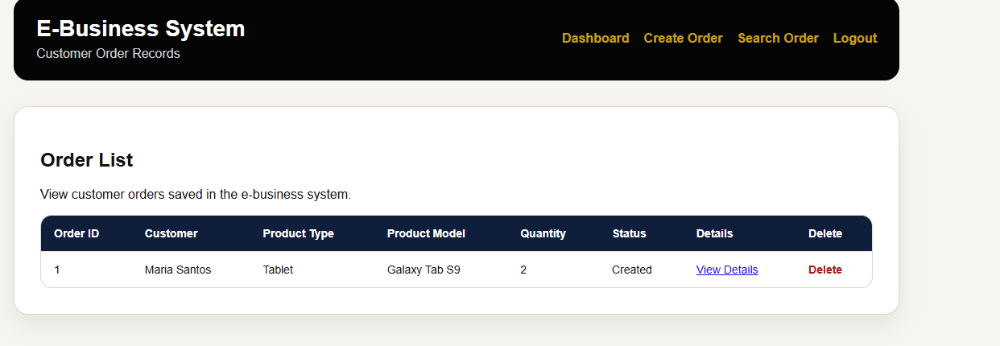 E-Business System
Customer Order Records
Dashboard Create Order Search Order Logout
Order List
View customer orders saved in the e-business system.
Order ID Customer Product Type Product Model Quantity Status Details Delete
1 Maria Santos Tablet Galaxy Tab S9 2 Created View Details Delete